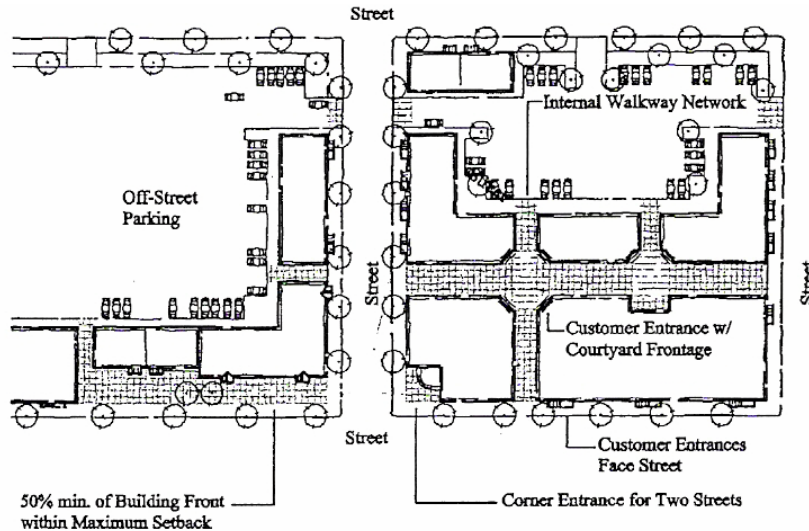 Street
Internal Walkway Network
Off-Street
Parking
Street
Street
Customer Entrance w/
Courtyard Frontage
Street
Customer Entrances
Face Street
50% min. of Building Front
within Maximum Setback
Corner Entrance for Two Streets